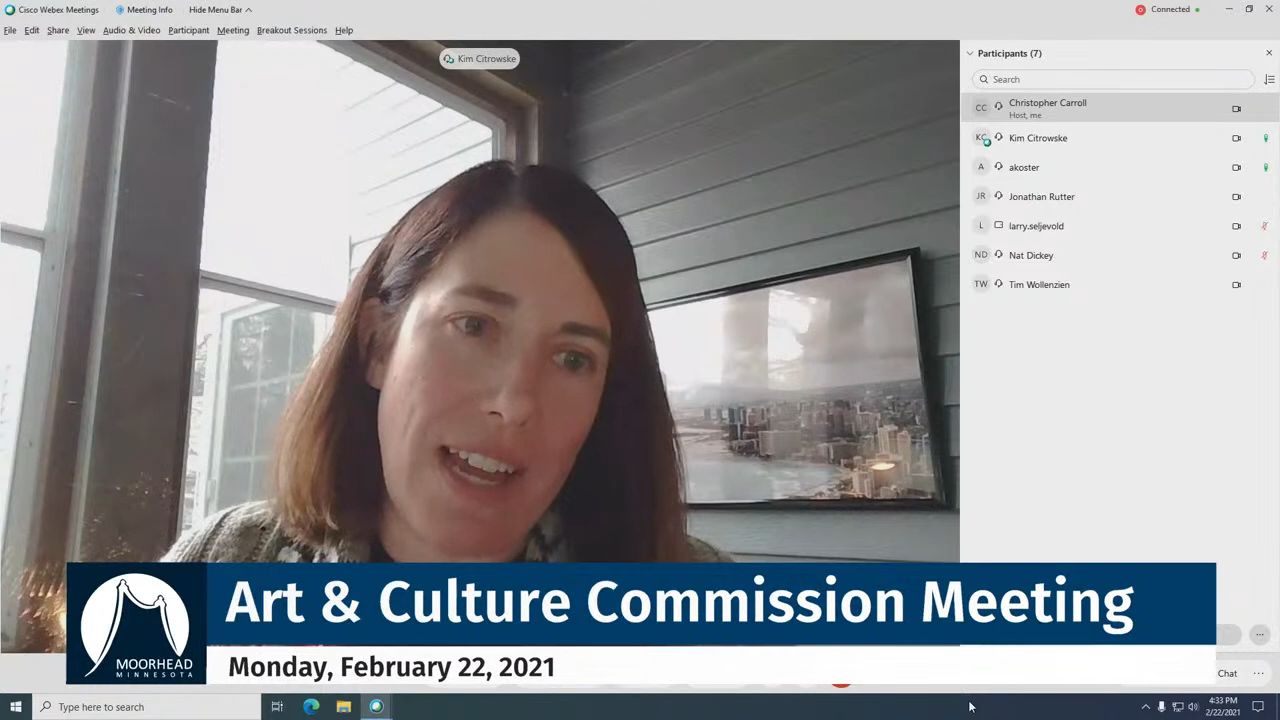 Cisco Webex Meetings
Meeting Info
Hide Menu Bar
Connected
File Edit Share View Audio & Video Participant Meeting Breakout Sessions Help
Kim Citrowske
Participants (7)
Search
CC Christopher Carroll
Host, me
KC Kim Citrowske
A akoster
JR Jonathan Rutter
L larry.seljevold
ND Nat Dickey
TW Tim Wollenzien
Art & Culture Commission Meeting
MOORHEAD
MINNESOTA
Monday, February 22, 2021
Chat
Type here to search
4:33 PM
2/22/2021